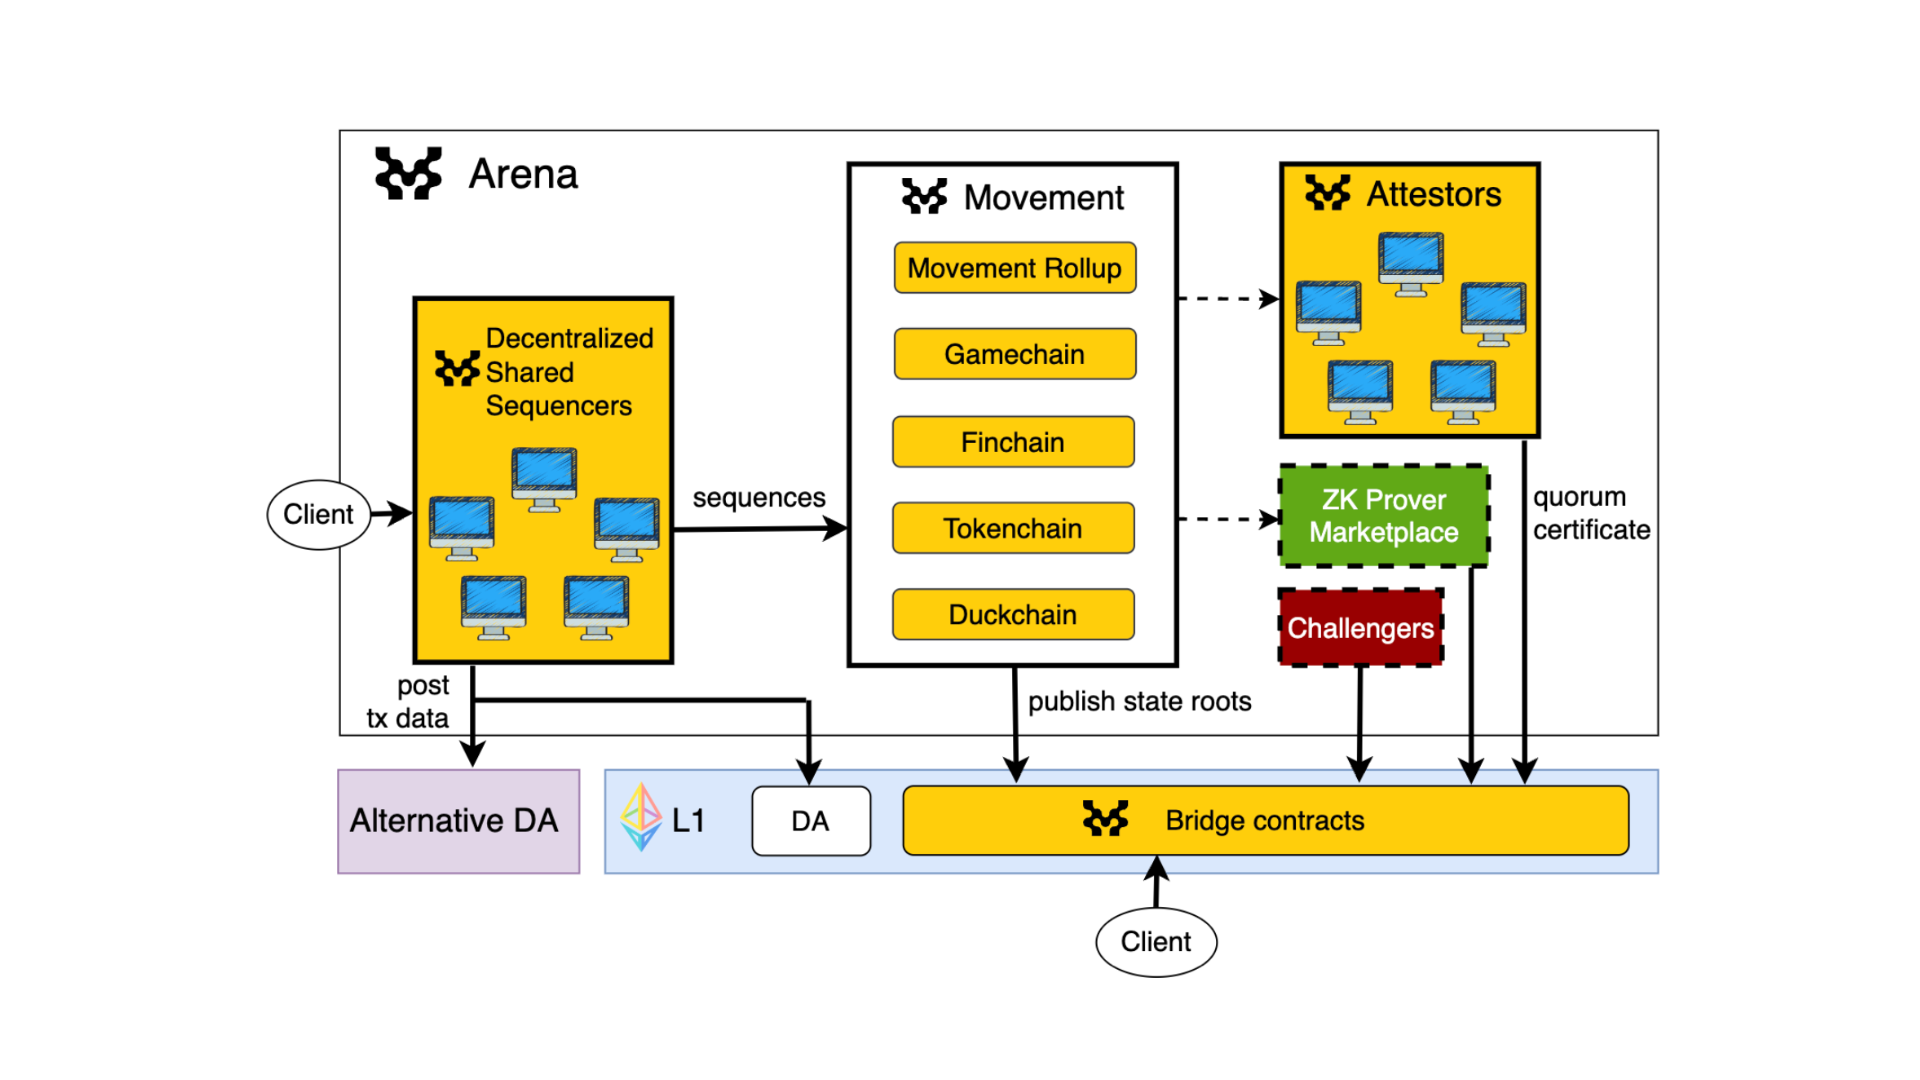 Arena
Movement
Attestors
Movement Rollup
Gamechain
Finchain
Tokenchain
Duckchain
Decentralized
Shared
Sequencers
Client
sequences
ZK Prover
Marketplace
quorum
certificate
Challengers
post
tx data
publish state roots
Alternative DA
L1
DA
Bridge contracts
Client